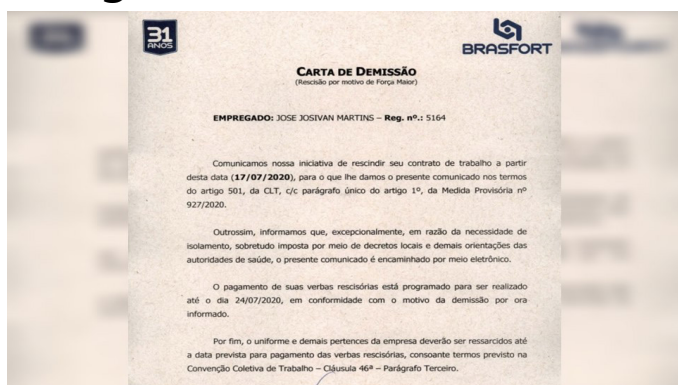 31
ANOS
BRASFORT
CARTA DE DEMISSÃO
(Rescisão por motivo de Força Maior)
EMPREGADO: JOSE JOSIVAN MARTINS – Reg. nº.: 5164
Comunicamos nossa iniciativa de rescindir seu contrato de trabalho a partir
desta data (17/07/2020), para o que lhe damos o presente comunicado nos termos
do artigo 501, da CLT, c/c parágrafo único do artigo 1º, da Medida Provisória nº
927/2020.
Outrossim, informamos que, excepcionalmente, em razão da necessidade de
isolamento, sobretudo imposta por meio de decretos locais e demais orientações das
autoridades de saúde, o presente comunicado é encaminhado por meio eletrônico.
O pagamento de suas verbas rescisórias está programado para ser realizado
até o dia 24/07/2020, em conformidade com o motivo da demissão por ora
informado.
Por fim, o uniforme e demais pertences da empresa deverão ser ressarcidos até
a data prevista para pagamento das verbas rescisórias, consoante termos previsto na
Convenção Coletiva de Trabalho – Cláusula 46ª – Parágrafo Terceiro.